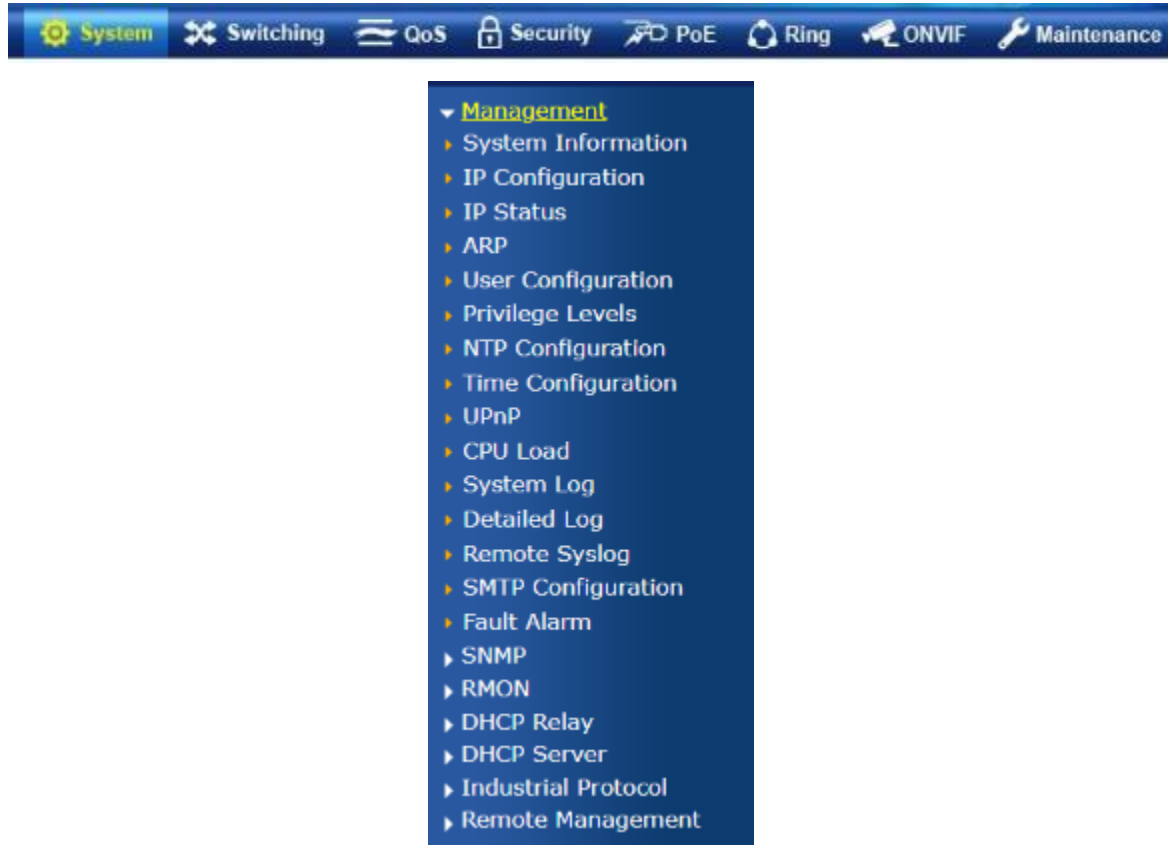 System Switching QoS Security PoE Ring ONVIF Maintenance
Management
System Information
IP Configuration
IP Status
ARP
User Configuration
Privilege Levels
NTP Configuration
Time Configuration
UPnP
CPU Load
System Log
Detailed Log
Remote Syslog
SMTP Configuration
Fault Alarm
SNMP
RMON
DHCP Relay
DHCP Server
Industrial Protocol
Remote Management